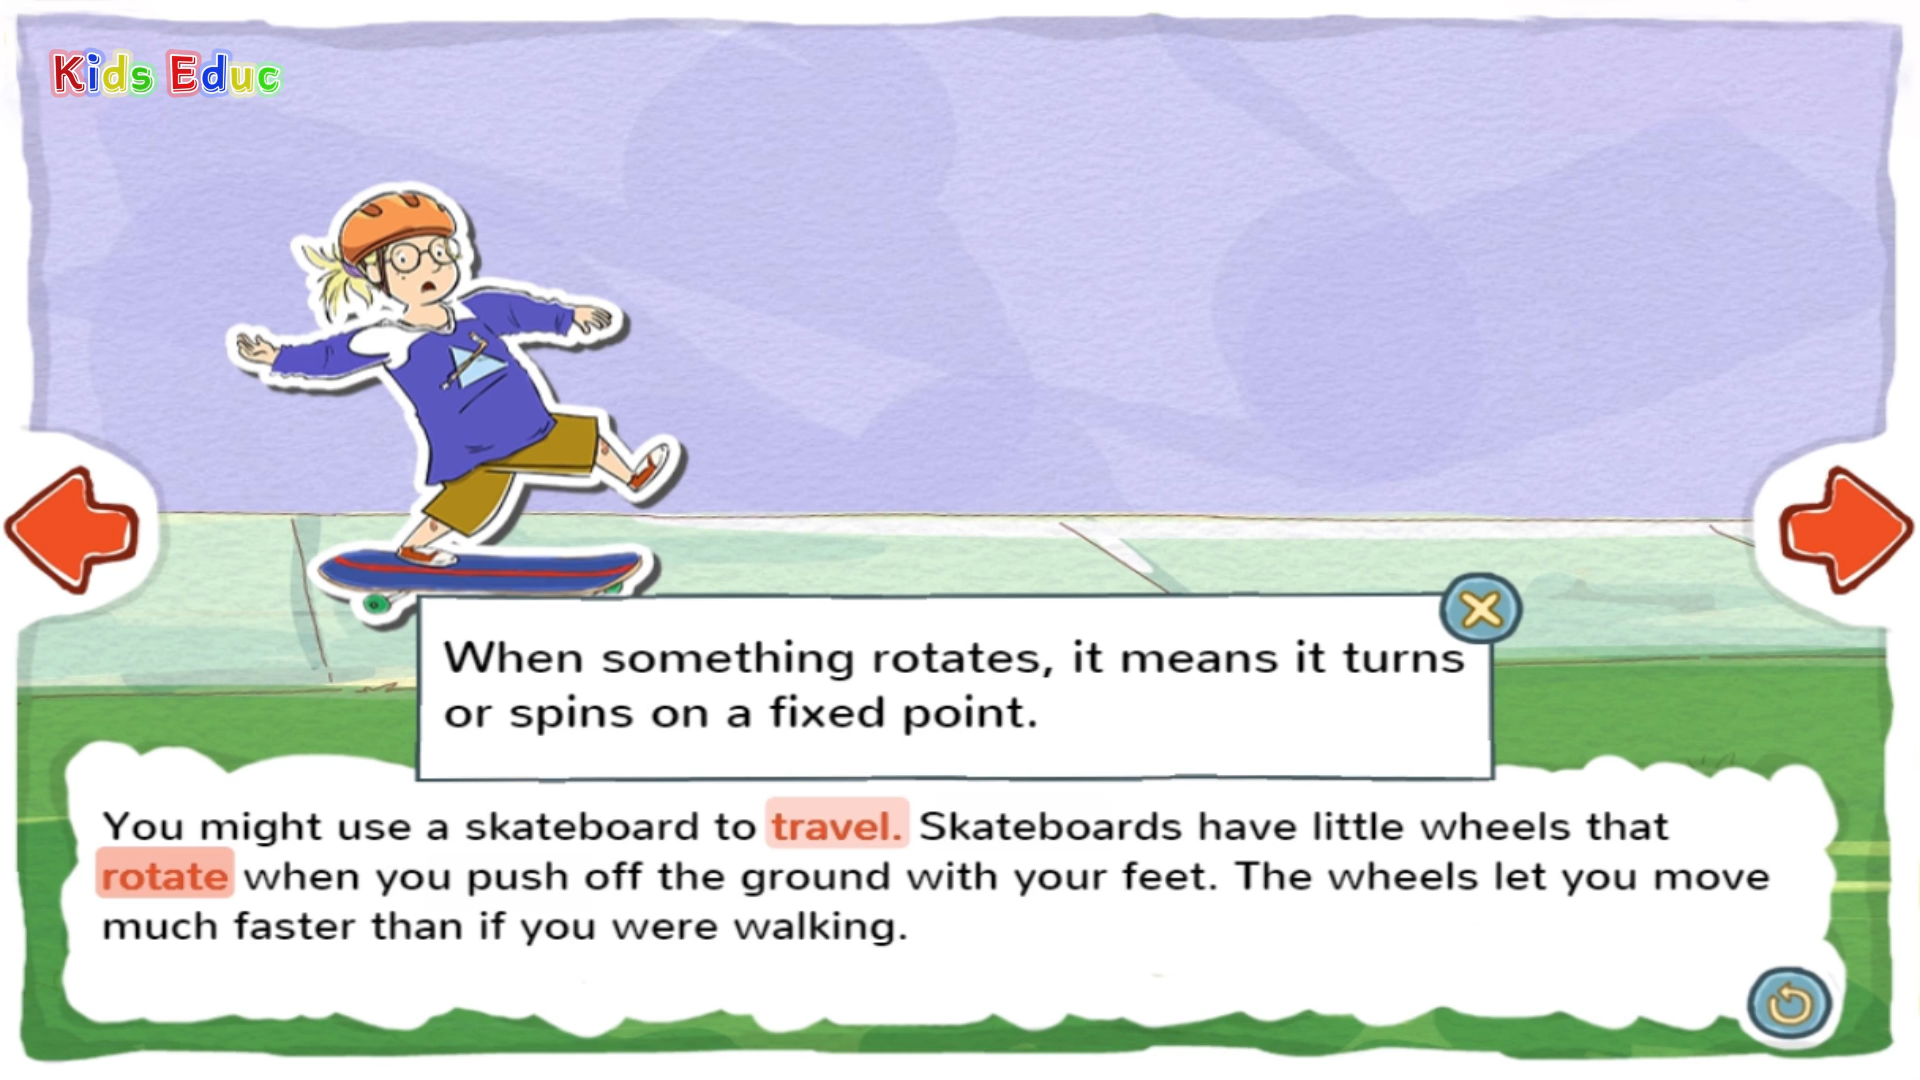 Kids Educ
When something rotates, it means it turns
or spins on a fixed point.
You might use a skateboard to travel. Skateboards have little wheels that
rotate when you push off the ground with your feet. The wheels let you move
much faster than if you were walking.